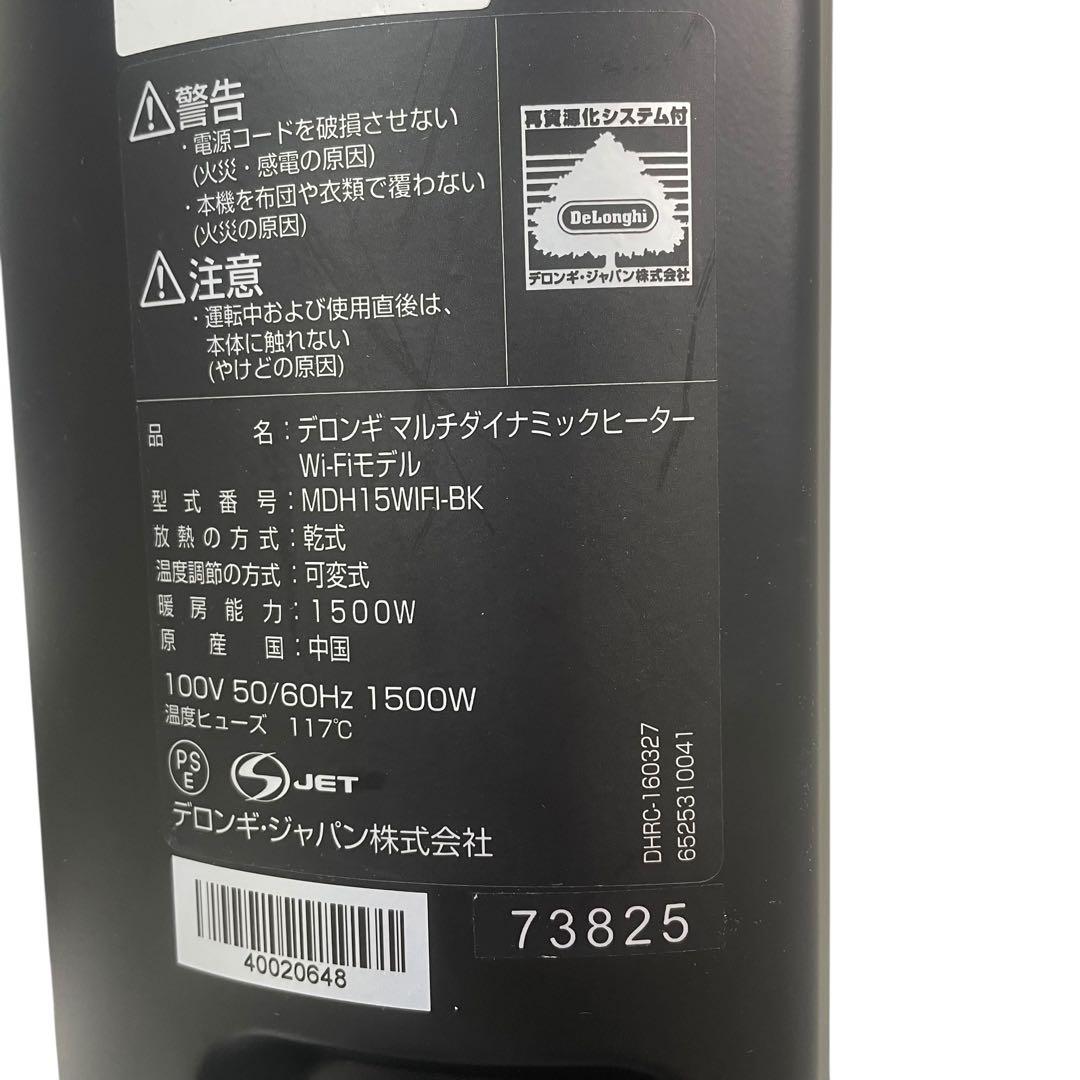 警告
・電源コードを破損させない
(火災・感電の原因)
・本機を布団や衣類で覆わない
(火災の原因)
注意
・運転中および使用直後は、
本体に触れない
(やけどの原因)
再資源化システム付
DeLonghi
デロンギ・ジャパン株式会社
品名：デロンギ マルチダイナミックヒーター
Wi-Fiモデル
型式番号：MDH15WIFI-BK
放熱の方式：乾式
温度調節の方式：可変式
暖房能力：1500W
原産国：中国
100V 50/60Hz 1500W
温度ヒューズ 117℃
PSE
JET
デロンギ・ジャパン株式会社
DHRC-160327
6525310041
40020648
73825